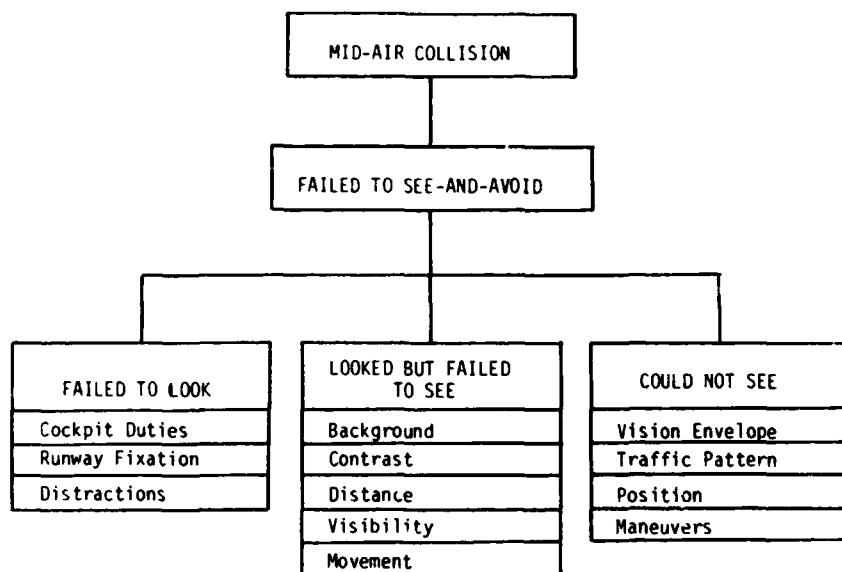 MID-AIR COLLISION
FAILED TO SEE-AND-AVOID
FAILED TO LOOK
Cockpit Duties
Runway Fixation
Distractions
LOOKED BUT FAILED
TO SEE
Background
Contrast
Distance
Visibility
Movement
COULD NOT SEE
Vision Envelope
Traffic Pattern
Position
Maneuvers